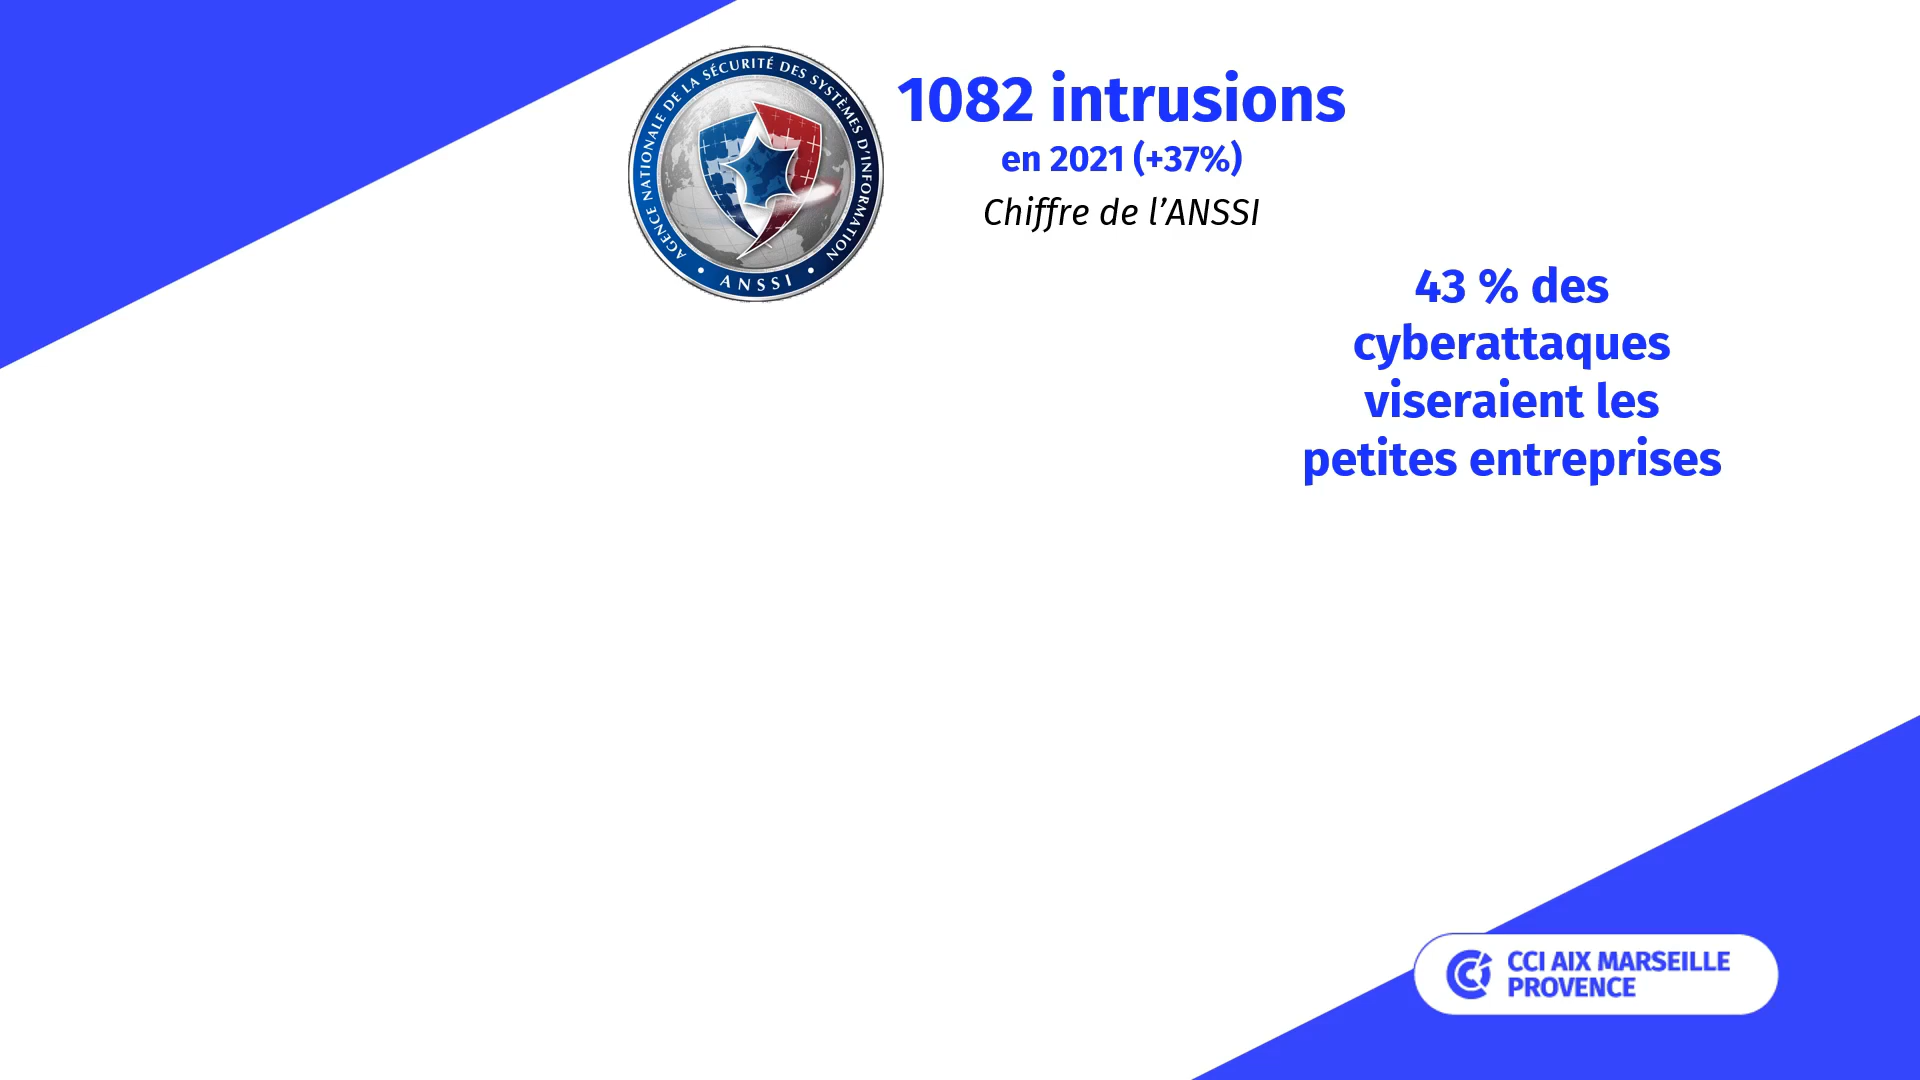 AGENCE NATIONALE DE LA SÉCURITÉ DES SYSTÈMES D'INFORMATION
• ANSSI •
1082 intrusions
en 2021 (+37%)
Chiffre de l’ANSSI
43 % des
cyberattaques
viseraient les
petites entreprises
CCI AIX MARSEILLE
PROVENCE